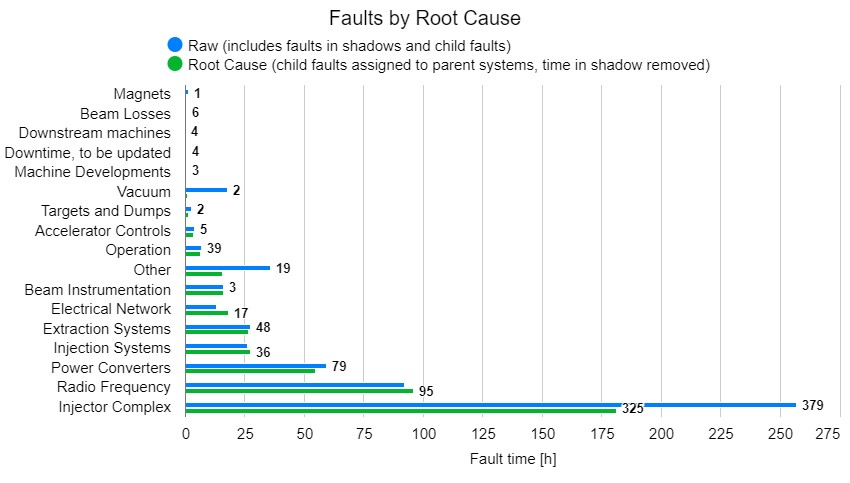 Faults by Root Cause
Raw (includes faults in shadows and child faults)
Root Cause (child faults assigned to parent systems, time in shadow removed)
Magnets 1
Beam Losses 6
Downstream machines 4
Downtime, to be updated 4
Machine Developments 3
Vacuum 2
Targets and Dumps 2
Accelerator Controls 5
Operation 39
Other 19
Beam Instrumentation 3
Electrical Network 17
Extraction Systems 48
Injection Systems 36
Power Converters 79
Radio Frequency 95
Injector Complex 325 379
0 25 50 75 100 125 150 175 200 225 250 275
Fault time [h]